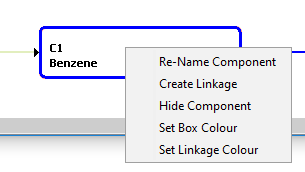 C1
Benzene
Re-Name Component
Create Linkage
Hide Component
Set Box Colour
Set Linkage Colour